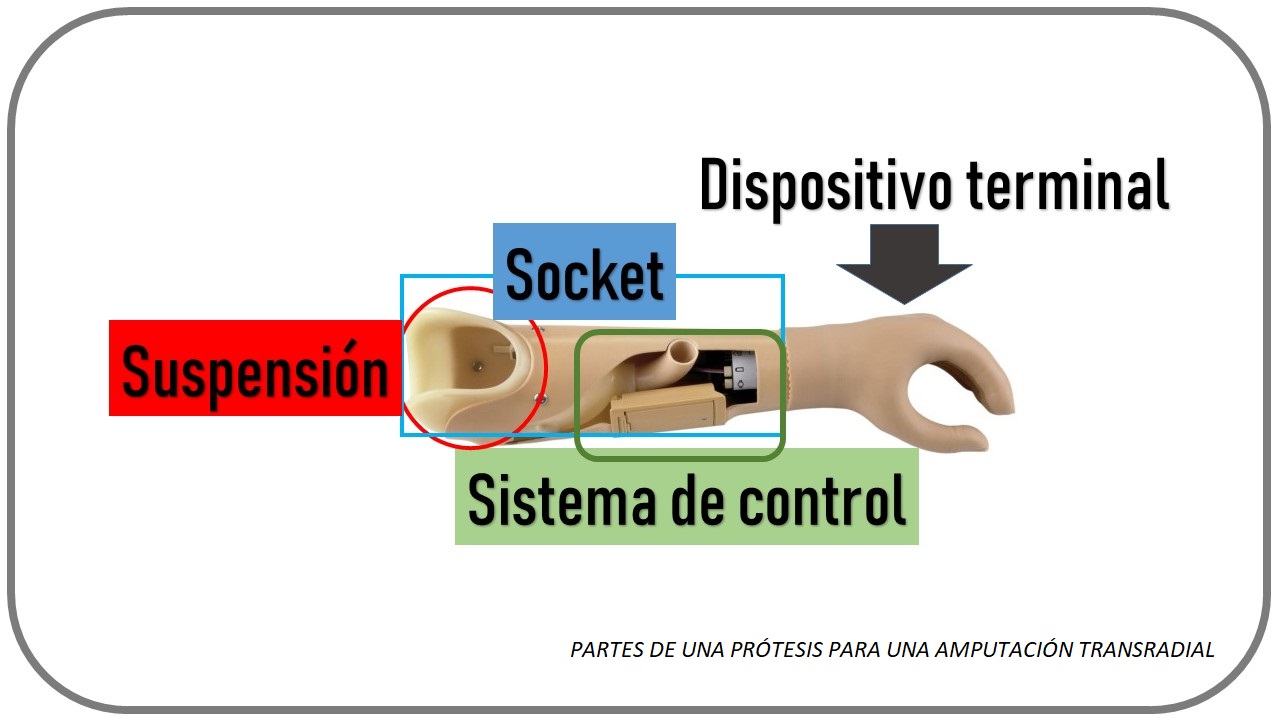 Dispositivo terminal
Socket
Suspensión
Sistema de control
PARTES DE UNA PRÓTESIS PARA UNA AMPUTACIÓN TRANSRADIAL